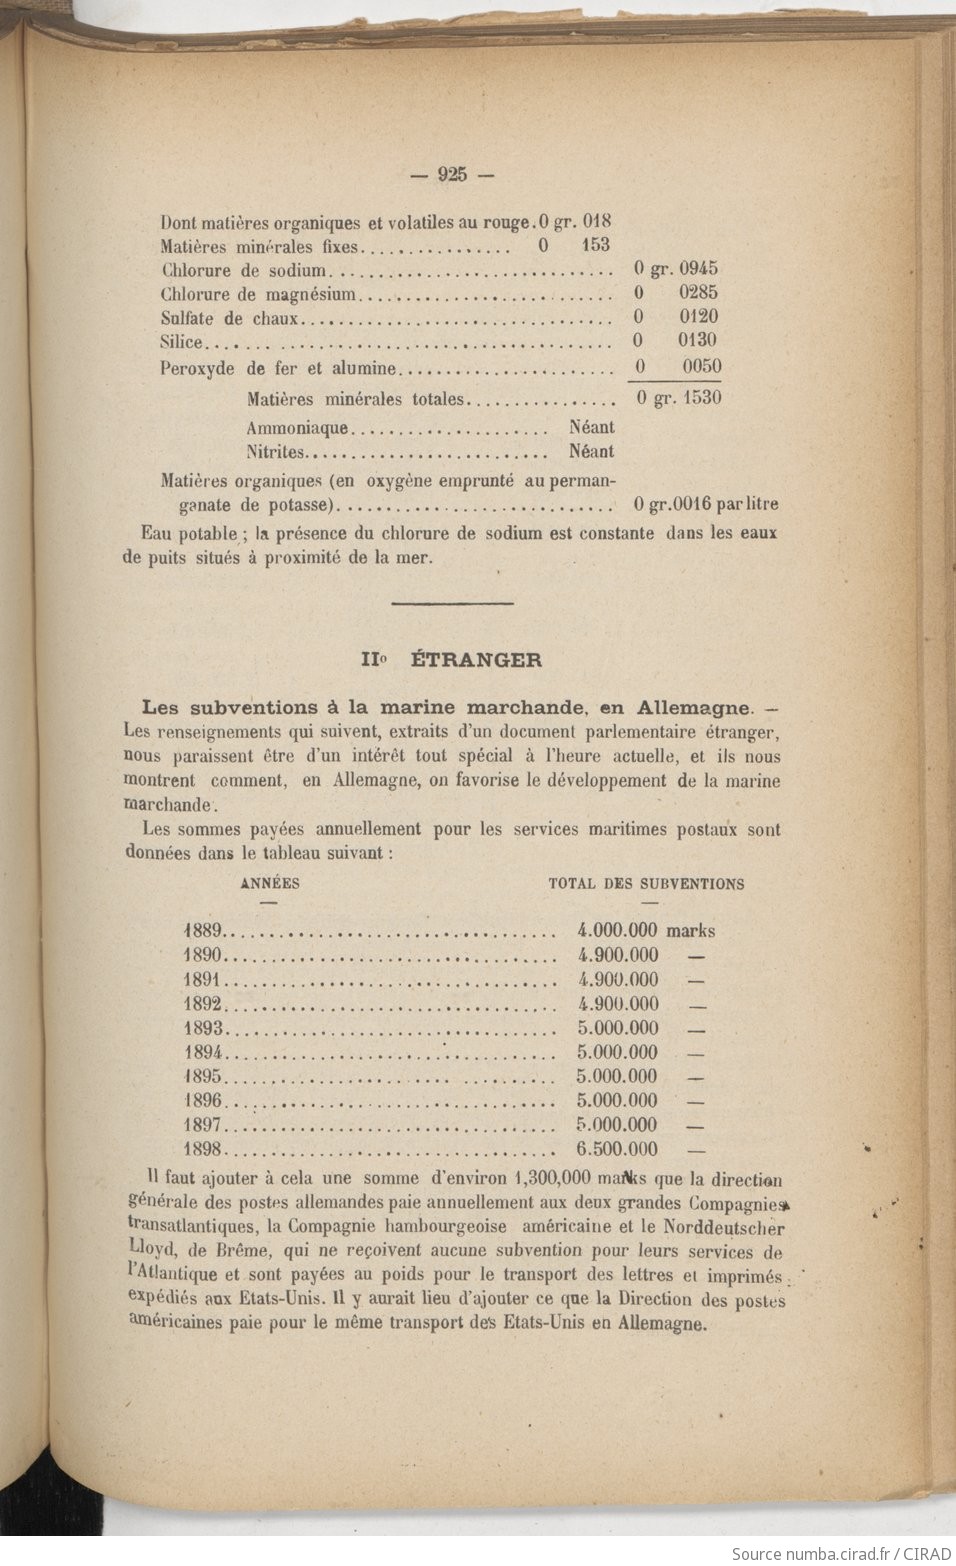 — 925 —
Dont matières organiques et volatiles au rouge. 0 gr. 018
Matières minérales fixes................ 0 153
Chlorure de sodium.............................. 0 gr. 0945
Chlorure de magnésium........................... 0 0285
Sulfate de chaux................................. 0 0120
Silice........................................... 0 0130
Peroxyde de fer et alumine....................... 0 0050
Matières minérales totales................ 0 gr. 1530
Ammoniaque..................... Néant
Nitrites.......................... Néant
Matières organiques (en oxygène emprunté au perman-
ganate de potasse).............................. 0 gr.0016 par litre
Eau potable ; la présence du chlorure de sodium est constante dans les eaux
de puits situés à proximité de la mer.
IIº ÉTRANGER
Les subventions à la marine marchande, en Allemagne. —
Les renseignements qui suivent, extraits d'un document parlementaire étranger,
nous paraissent être d'un intérêt tout spécial à l'heure actuelle, et ils nous
montrent comment, en Allemagne, on favorise le développement de la marine
marchande.
Les sommes payées annuellement pour les services maritimes postaux sont
données dans le tableau suivant :
ANNÉES TOTAL DES SUBVENTIONS
1889................................... 4.000.000 marks
1890................................... 4.900.000 —
1891................................... 4.900.000 —
1892................................... 4.900.000 —
1893................................... 5.000.000 —
1894................................... 5.000.000 —
1895................................... 5.000.000 —
1896................................... 5.000.000 —
1897................................... 5.000.000 —
1898................................... 6.500.000 —
Il faut ajouter à cela une somme d'environ 1,300,000 marks que la direction
générale des postes allemandes paie annuellement aux deux grandes Compagnies
transatlantiques, la Compagnie hambourgeoise américaine et le Norddeutscher
Lloyd, de Brême, qui ne reçoivent aucune subvention pour leurs services de
l'Atlantique et sont payées au poids pour le transport des lettres et imprimés
expédiés aux Etats-Unis. Il y aurait lieu d'ajouter ce que la Direction des postes
américaines paie pour le même transport des Etats-Unis en Allemagne.
Source numba.cirad.fr / CIRAD